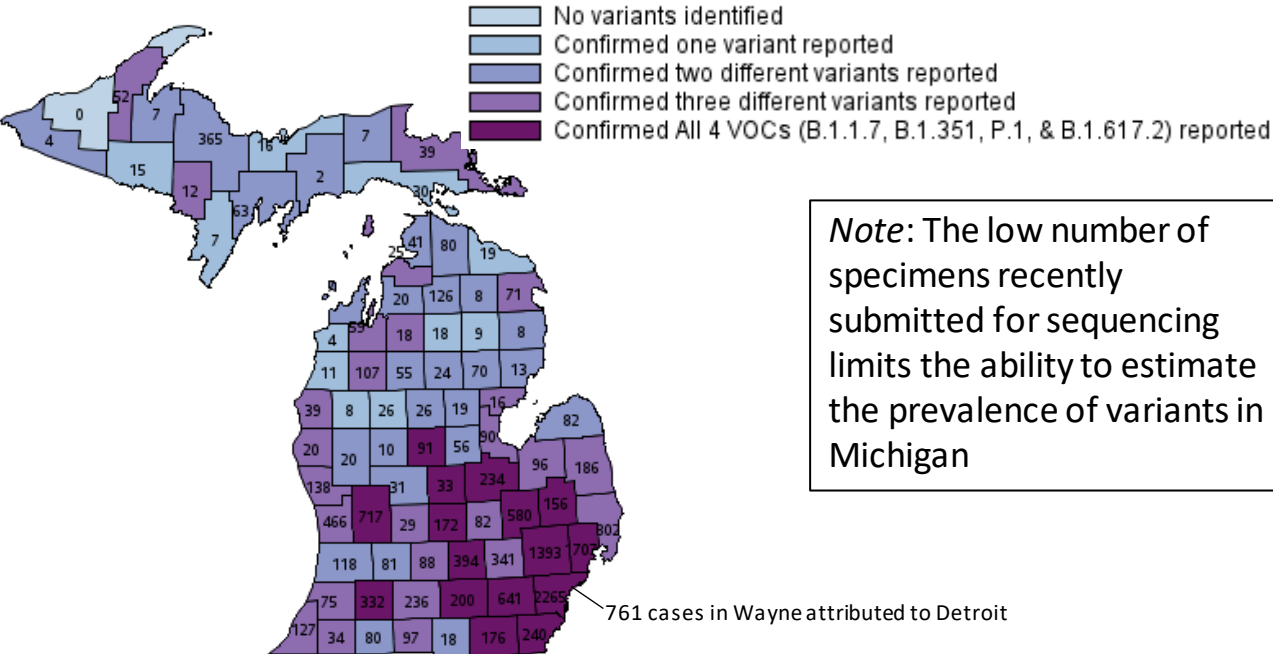 No variants identified
Confirmed one variant reported
Confirmed two different variants reported
Confirmed three different variants reported
Confirmed All 4 VOCs (B.1.1.7, B.1.351, P.1, & B.1.617.2) reported
Note: The low number of
specimens recently
submitted for sequencing
limits the ability to estimate
the prevalence of variants in
Michigan
0 52 7
4 365 16 7
15 39
12 2 30
7 63
25 41 80 19
20 126 8 71
4 59 18 18 9 8
11 107 55 24 70 13
39 8 26 26 19 16 82
20 20 10 91 56 90
138 31 33 234 96 186
466 717 29 172 82 580 156
118 81 88 394 341 1393
75 332 236 200 641 2265
761 cases in Wayne attributed to Detroit
127 34 80 97 18 176 240